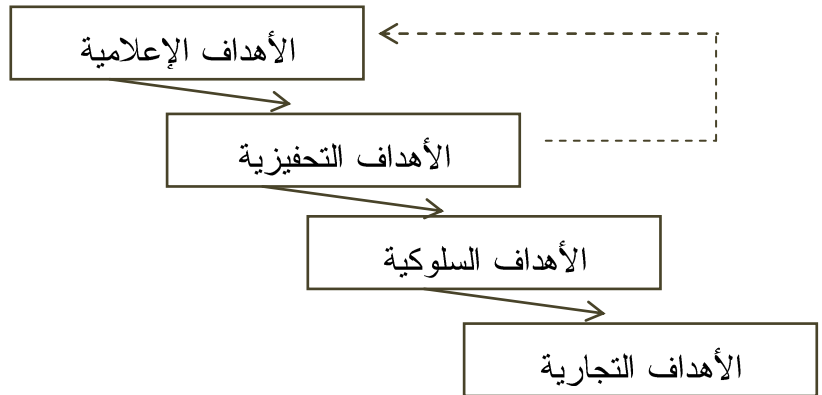 الأهداف الإعلامية
الأهداف التحفيزية
الأهداف السلوكية
الأهداف التجارية